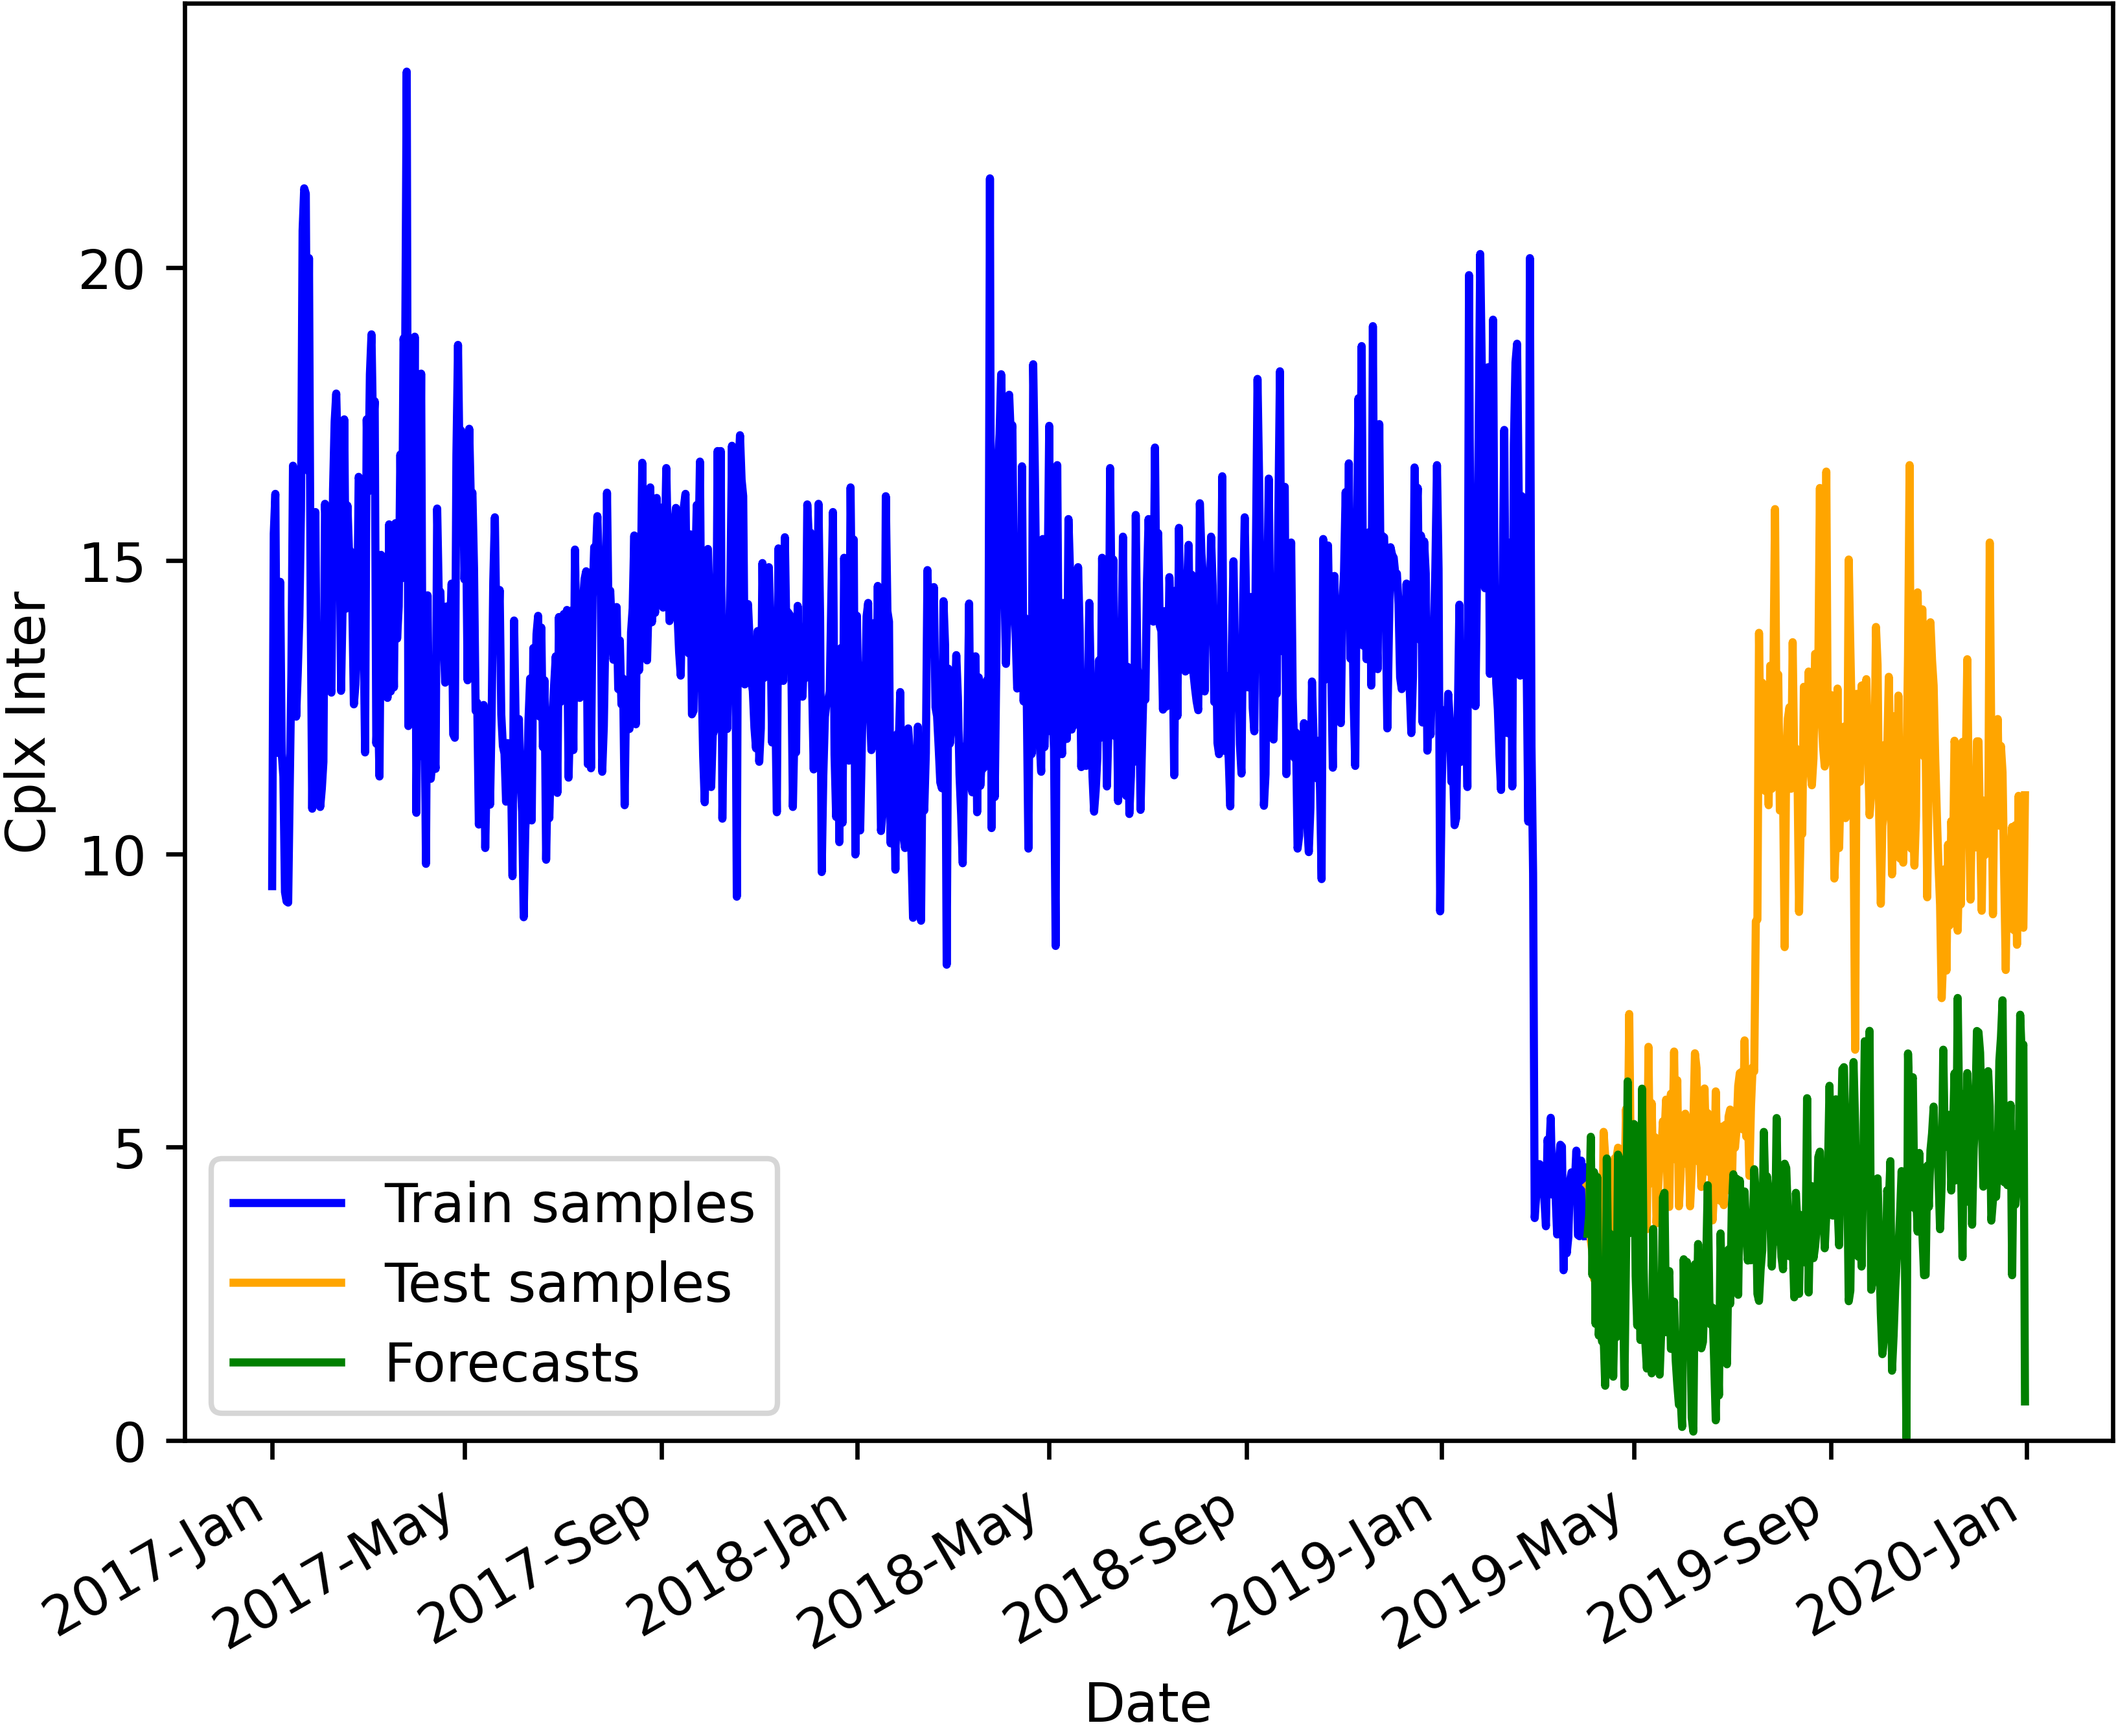 20
15
10
5
0
Cplx Inter
Train samples
Test samples
Forecasts
2017-Jan
2017-May
2017-Sep
2018-Jan
2018-May
2018-Sep
2019-Jan
2019-May
2019-Sep
2020-Jan
Date